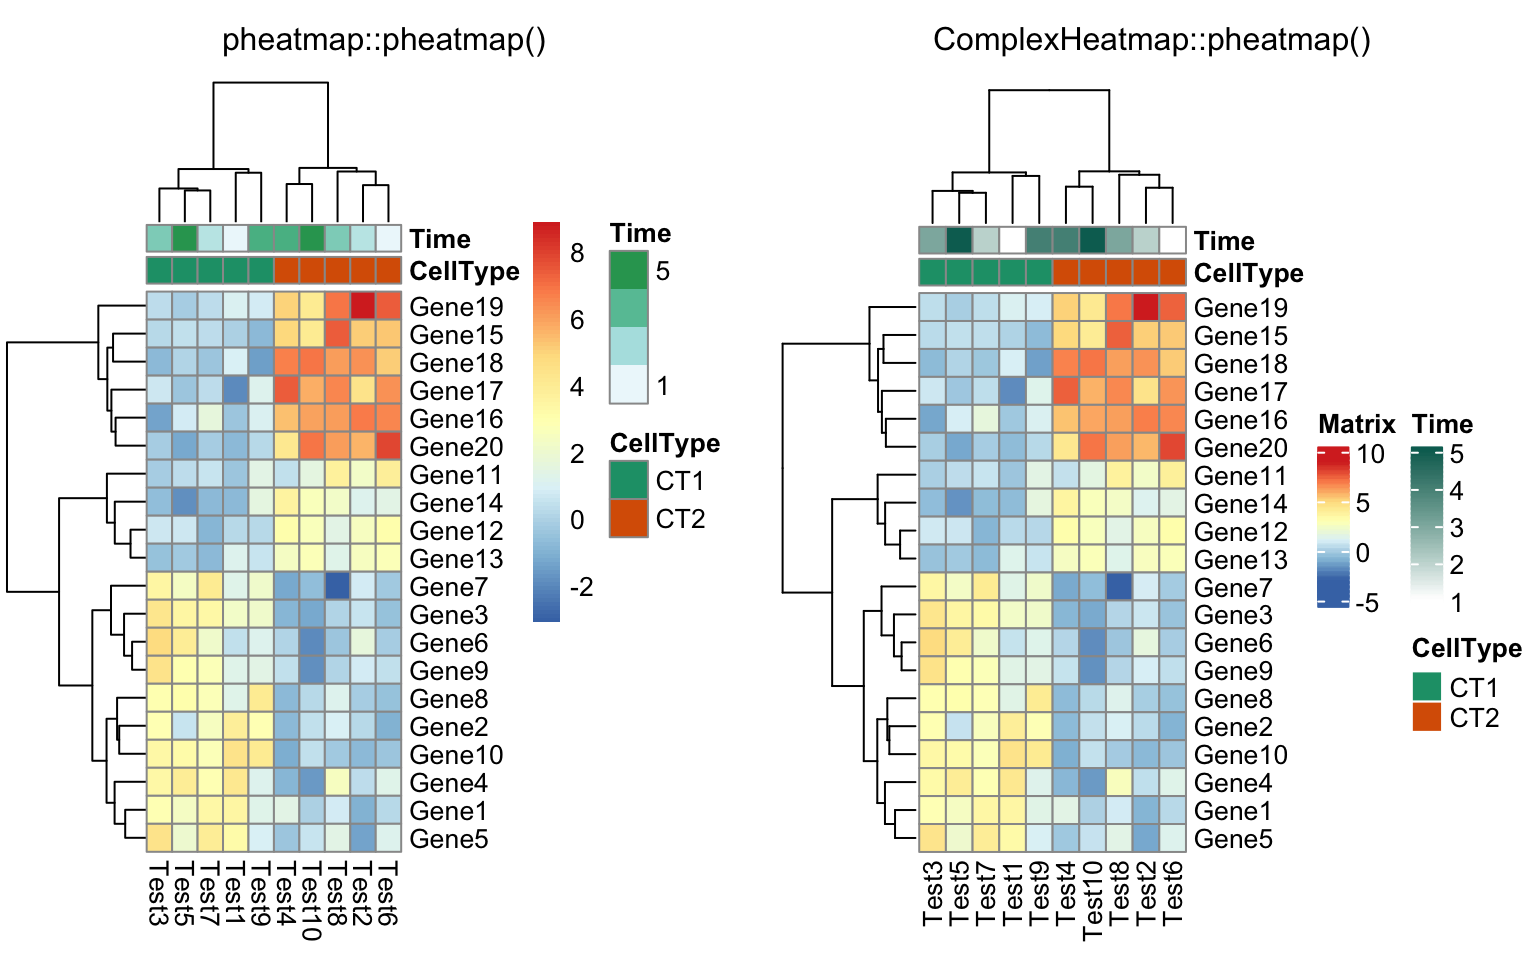 pheatmap::pheatmap()
Time
CellType
Gene19
Gene15
Gene18
Gene17
Gene16
Gene20
Gene11
Gene14
Gene12
Gene13
Gene7
Gene3
Gene6
Gene9
Gene8
Gene2
Gene10
Gene4
Gene1
Gene5
Test3
Test5
Test7
Test1
Test9
Test4
Test10
Test8
Test2
Test6
8
6
4
2
0
-2
Time
5
1
CellType
CT1
CT2
ComplexHeatmap::pheatmap()
Time
CellType
Gene19
Gene15
Gene18
Gene17
Gene16
Gene20
Gene11
Gene14
Gene12
Gene13
Gene7
Gene3
Gene6
Gene9
Gene8
Gene2
Gene10
Gene4
Gene1
Gene5
Test3
Test5
Test7
Test1
Test9
Test4
Test10
Test8
Test2
Test6
Matrix
10
5
0
-5
Time
5
4
3
2
1
CellType
CT1
CT2